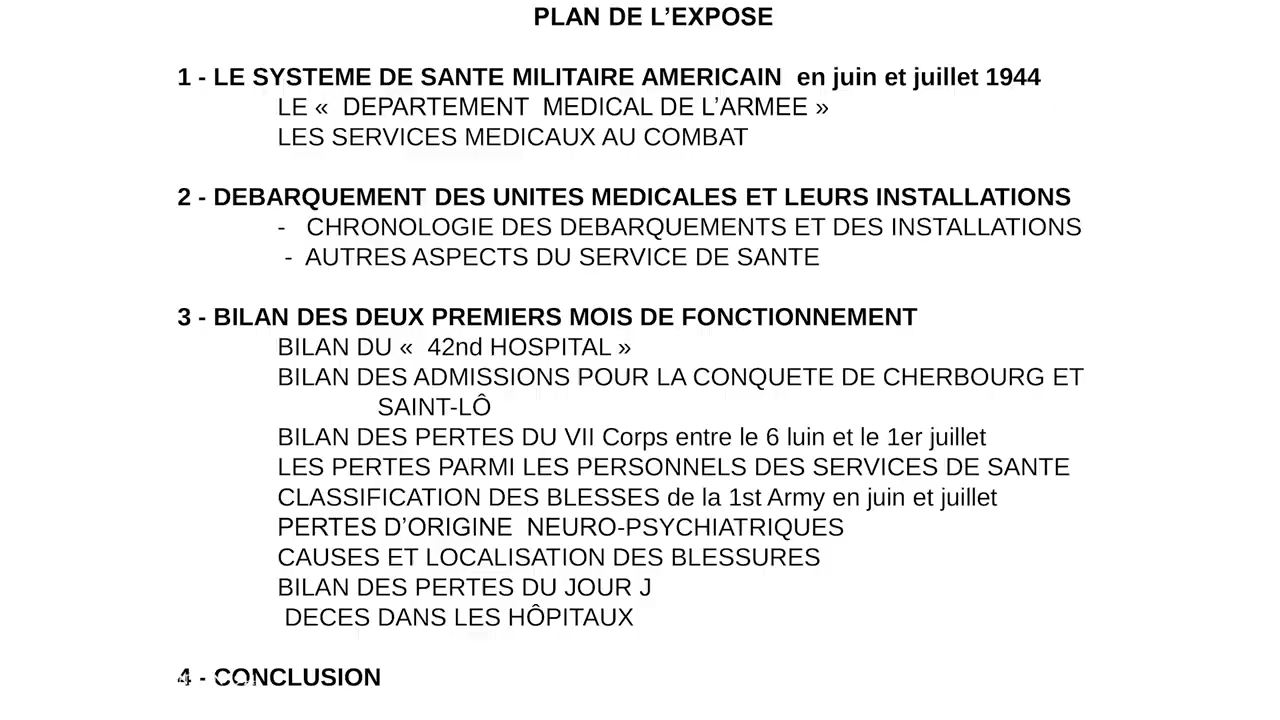 PLAN DE L’EXPOSE
1 - LE SYSTEME DE SANTE MILITAIRE AMERICAIN en juin et juillet 1944
LE « DEPARTEMENT MEDICAL DE L’ARMEE »
LES SERVICES MEDICAUX AU COMBAT
2 - DEBARQUEMENT DES UNITES MEDICALES ET LEURS INSTALLATIONS
- CHRONOLOGIE DES DEBARQUEMENTS ET DES INSTALLATIONS
- AUTRES ASPECTS DU SERVICE DE SANTE
3 - BILAN DES DEUX PREMIERS MOIS DE FONCTIONNEMENT
BILAN DU « 42nd HOSPITAL »
BILAN DES ADMISSIONS POUR LA CONQUETE DE CHERBOURG ET
SAINT-LÔ
BILAN DES PERTES DU VII Corps entre le 6 luin et le 1er juillet
LES PERTES PARMI LES PERSONNELS DES SERVICES DE SANTE
CLASSIFICATION DES BLESSES de la 1st Army en juin et juillet
PERTES D’ORIGINE NEURO-PSYCHIATRIQUES
CAUSES ET LOCALISATION DES BLESSURES
BILAN DES PERTES DU JOUR J
DECES DANS LES HÔPITAUX
4 - CONCLUSION